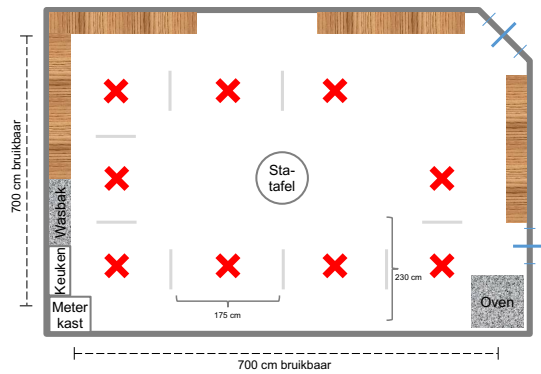 700 cm bruikbaar
Wasbak
Keuken
Meter
kast
Sta-
tafel
175 cm
230 cm
Oven
700 cm bruikbaar